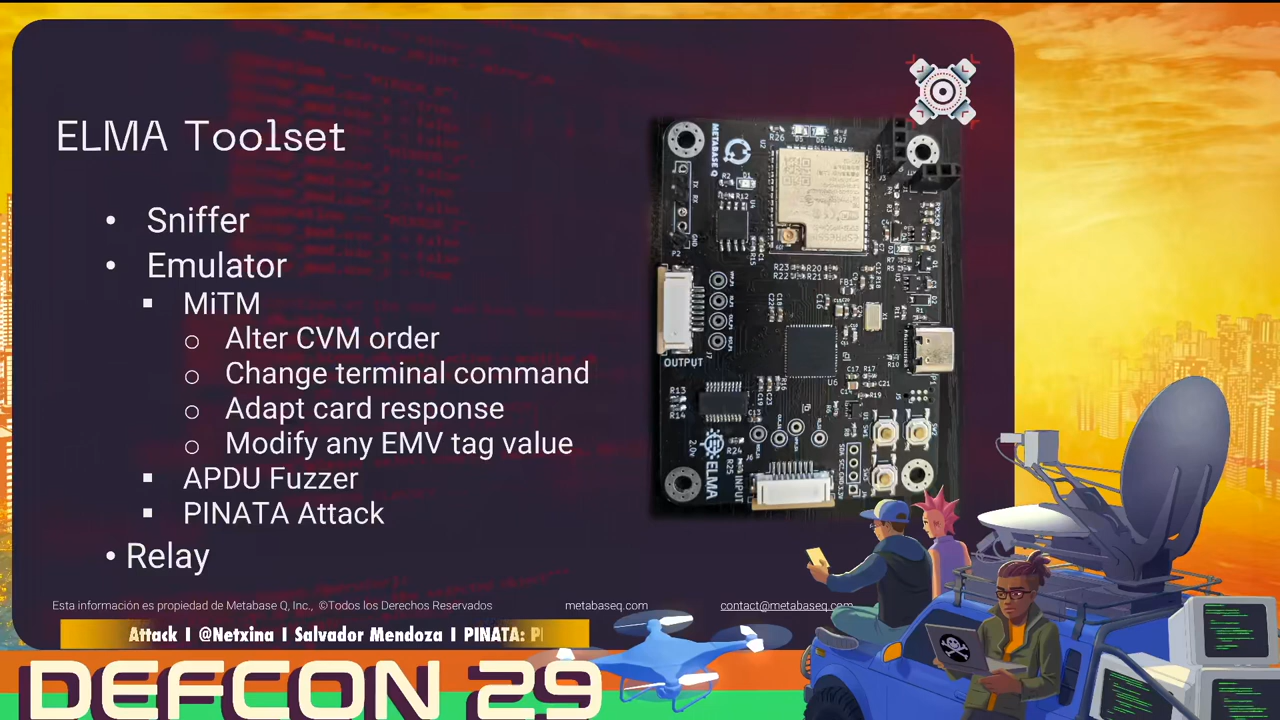 ELMA Toolset
• Sniffer
• Emulator
▪ MiTM
o Alter CVM order
o Change terminal command
o Adapt card response
o Modify any EMV tag value
▪ APDU Fuzzer
▪ PINATA Attack
• Relay
METABASE Q
OUTPUT
ELMA
INPUT
Esta información es propiedad de Metabase Q, Inc., ©Todos los Derechos Reservados
metabaseq.com
contact@metabaseq.com
Attack I @Netxina I Salvador Mendoza I PINATA:
DEFCON 29